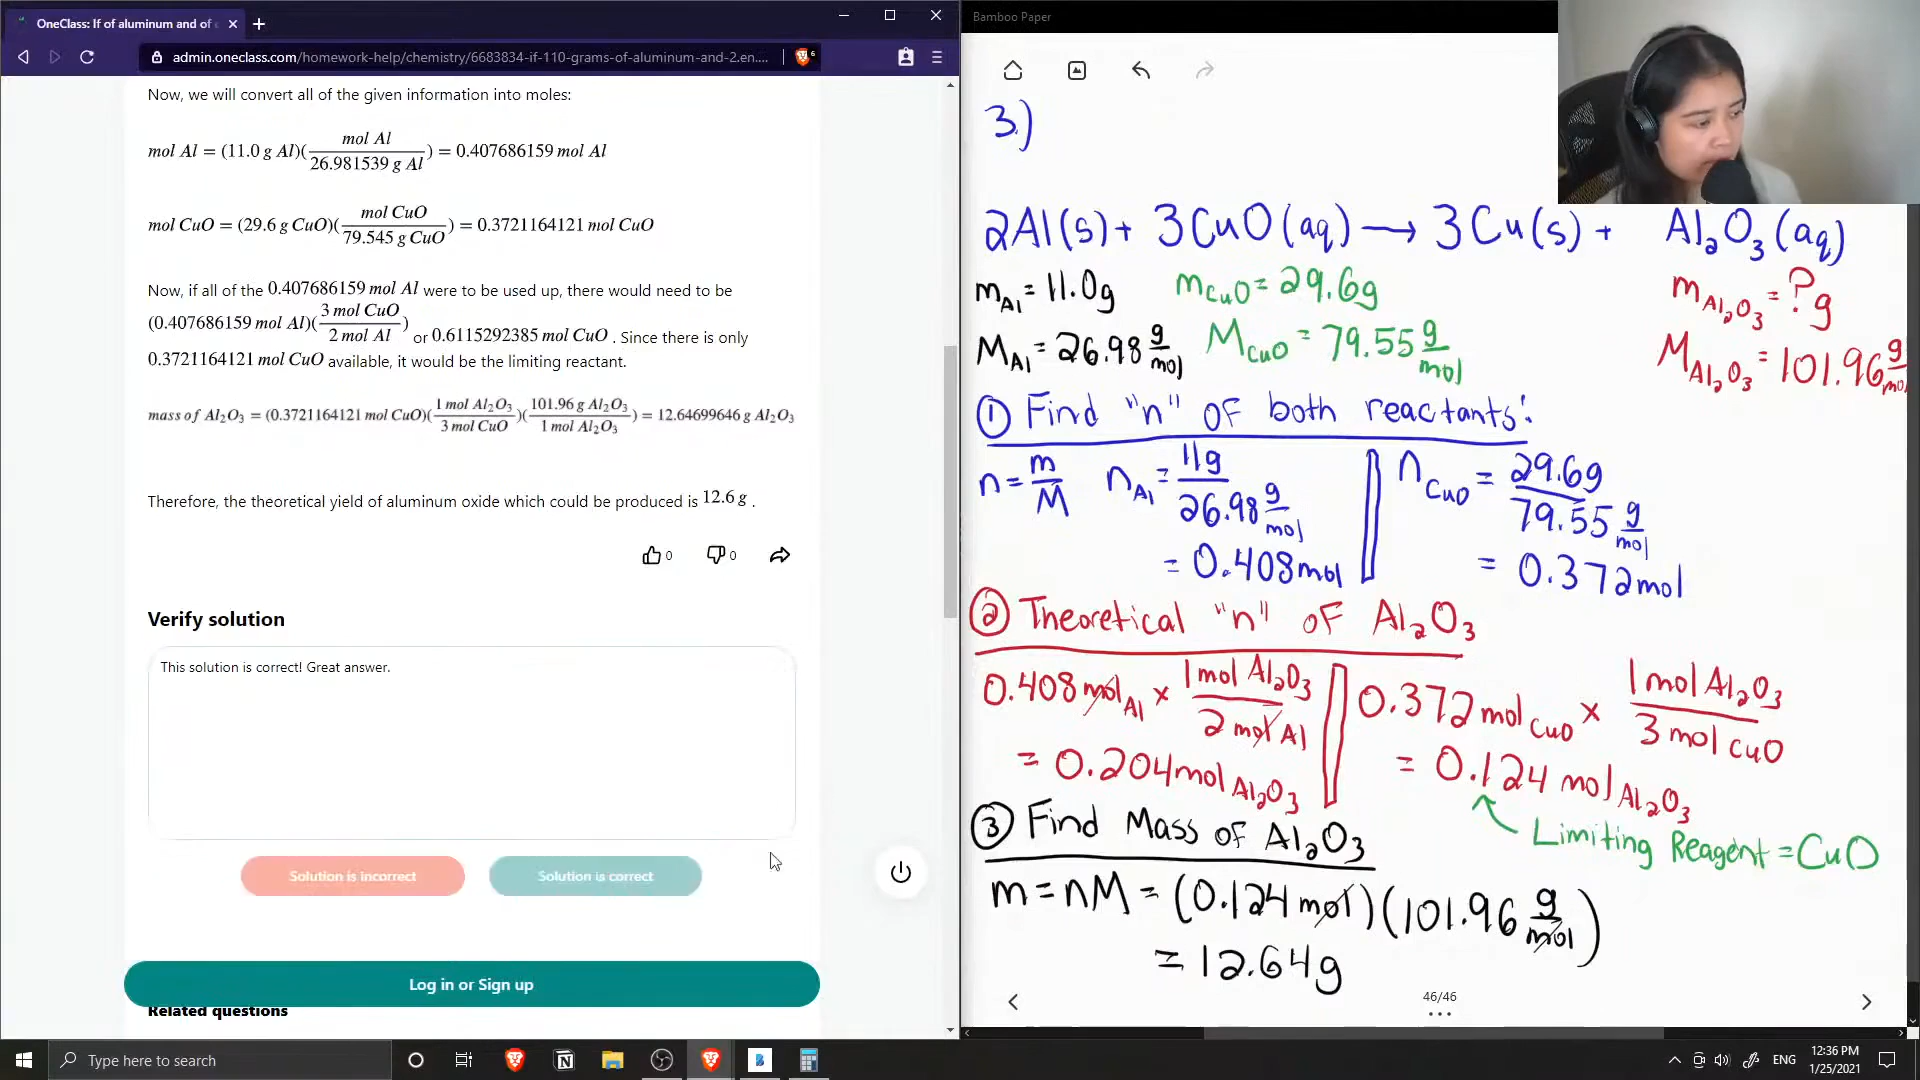 OneClass: If of aluminum and of
admin.oneclass.com/homework-help/chemistry/6683834-if-110-grams-of-aluminum-and-2.en....
6
Now, we will convert all of the given information into moles:
mol Al = (11.0 g Al)(mol Al / 26.981539 g Al) = 0.407686159 mol Al
mol CuO = (29.6 g CuO)(mol CuO / 79.545 g CuO) = 0.3721164121 mol CuO
Now, if all of the 0.407686159 mol Al were to be used up, there would need to be
(0.407686159 mol Al)(3 mol CuO / 2 mol Al) or 0.6115292385 mol CuO . Since there is only
0.3721164121 mol CuO available, it would be the limiting reactant.
mass of Al₂O₃ = (0.3721164121 mol CuO)(1 mol Al₂O₃ / 3 mol CuO)(101.96 g Al₂O₃ / 1 mol Al₂O₃) = 12.64699646 g Al₂O₃
Therefore, the theoretical yield of aluminum oxide which could be produced is 12.6 g .
0 0
Verify solution
This solution is correct! Great answer.
Solution is incorrect Solution is correct
Log in or Sign up
Related questions
Bamboo Paper
3.)
2Al(s) + 3CuO(aq) → 3Cu(s) + Al₂O₃(aq)
m Al = 11.0g m CuO = 29.6g m Al₂O₃ = ? g
M Al = 26.98 g/mol M CuO = 79.55 g/mol M Al₂O₃ = 101.96 g/mol
① Find "n" of both reactants:
n = m/M n Al = 11g / 26.98 g/mol n CuO = 29.6g / 79.55 g/mol
= 0.408mol = 0.372mol
② Theoretical "n" of Al₂O₃
0.408 mol Al × 1mol Al₂O₃ / 2 mol Al 0.372 mol CuO × 1mol Al₂O₃ / 3 mol CuO
= 0.204mol Al₂O₃ = 0.124 mol Al₂O₃
③ Find Mass of Al₂O₃ Limiting Reagent = CuO
m = nM = (0.124 mol)(101.96 g/mol)
= 12.64g
46/46
Type here to search
ENG
12:36 PM
1/25/2021